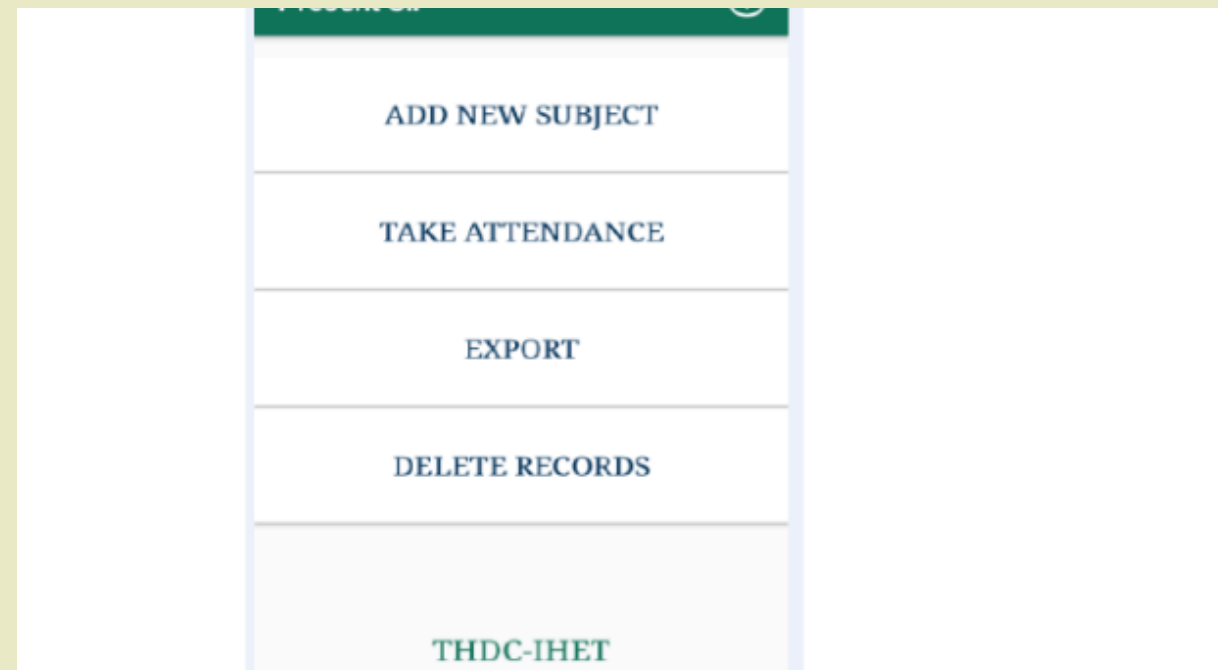 ADD NEW SUBJECT
TAKE ATTENDANCE
EXPORT
DELETE RECORDS
THDC-IHET